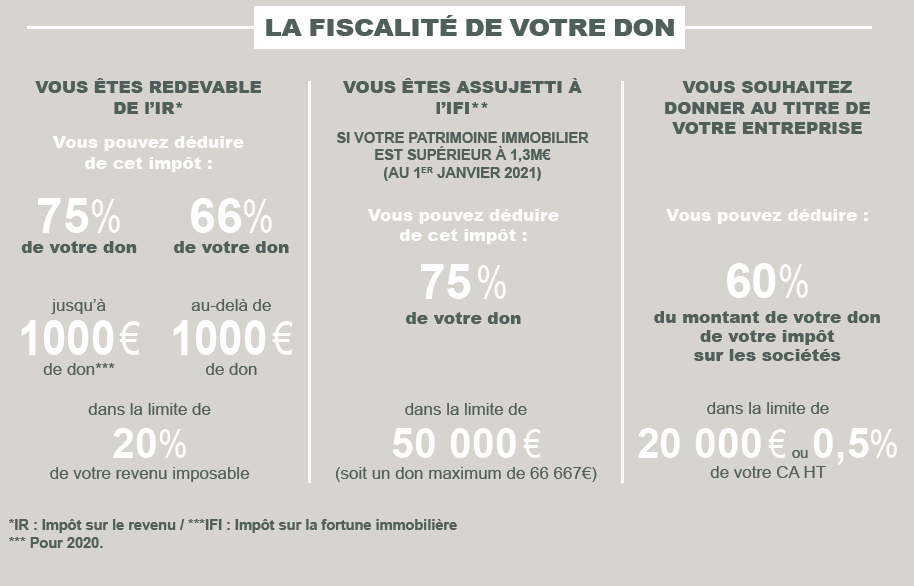 LA FISCALITÉ DE VOTRE DON
VOUS ÊTES REDEVABLE
DE I’IR*
Vous pouvez déduire
de cet impôt :
75%
de votre don
jusqu’à
1000 €
de don***
66%
de votre don
au-delà de
1000 €
de don
dans la limite de
20%
de votre revenu imposable
VOUS ÊTES ASSUJETTI À
I’IFI**
SI VOTRE PATRIMOINE IMMOBILIER
EST SUPÉRIEUR À 1,3M€
(AU 1ER JANVIER 2021)
Vous pouvez déduire
de cet impôt :
75 %
de votre don
dans la limite de
50 000 €
(soit un don maximum de 66 667€)
VOUS SOUHAITEZ
DONNER AU TITRE DE
VOTRE ENTREPRISE
Vous pouvez déduire :
60%
du montant de votre don
de votre impôt
sur les sociétés
dans la limite de
20 000 € ou 0,5%
de votre CA HT
*IR : Impôt sur le revenu / ***IFI : Impôt sur la fortune immobilière
*** Pour 2020.